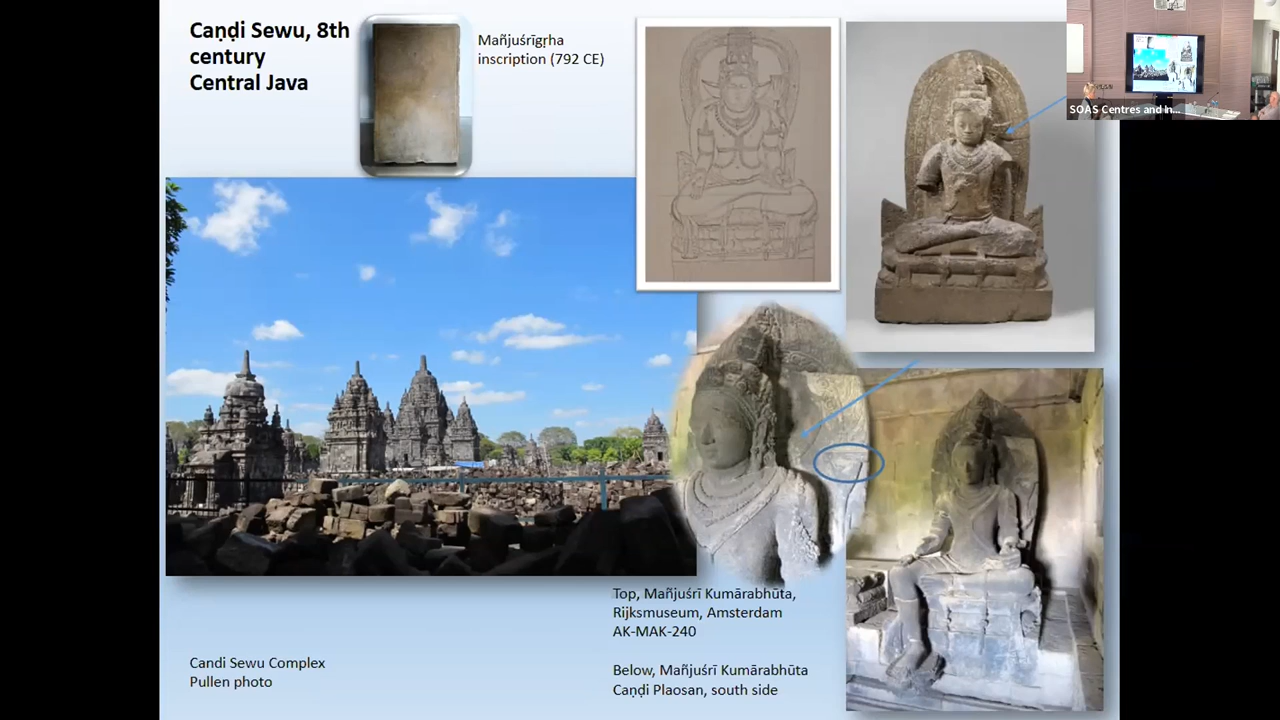 Caṇḍi Sewu, 8th
century
Central Java
Mañjuśrīgṛha
inscription (792 CE)
SOAS Centres and In...
Top, Mañjuśrī Kumārabhūta,
Rijksmuseum, Amsterdam
AK-MAK-240
Below, Mañjuśrī Kumārabhūta
Caṇḍi Plaosan, south side
Candi Sewu Complex
Pullen photo